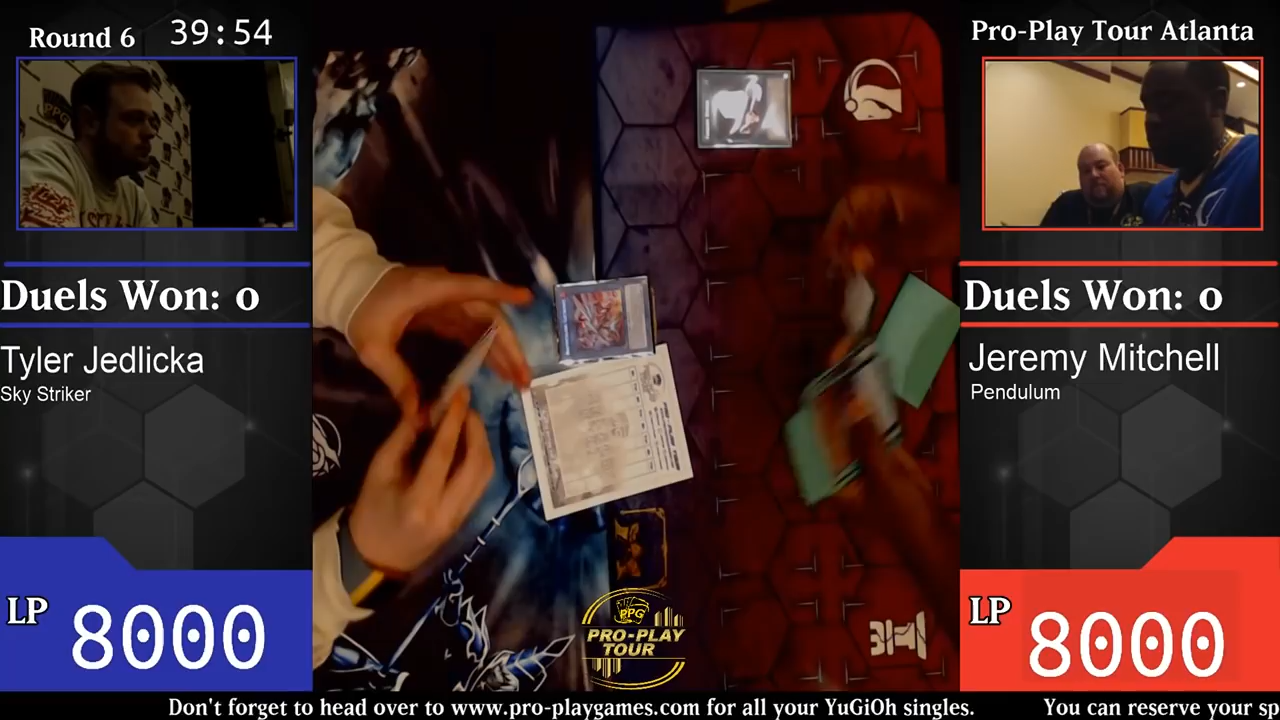 Round 6
39:54
Pro-Play Tour Atlanta
PPG
Duels Won: 0
Duels Won: 0
Tyler Jedlicka
Sky Striker
Jeremy Mitchell
Pendulum
LP
8000
LP
8000
PPG
PRO-PLAY
TOUR
Don't forget to head over to www.pro-playgames.com for all your YuGiOh singles. You can reserve your sp